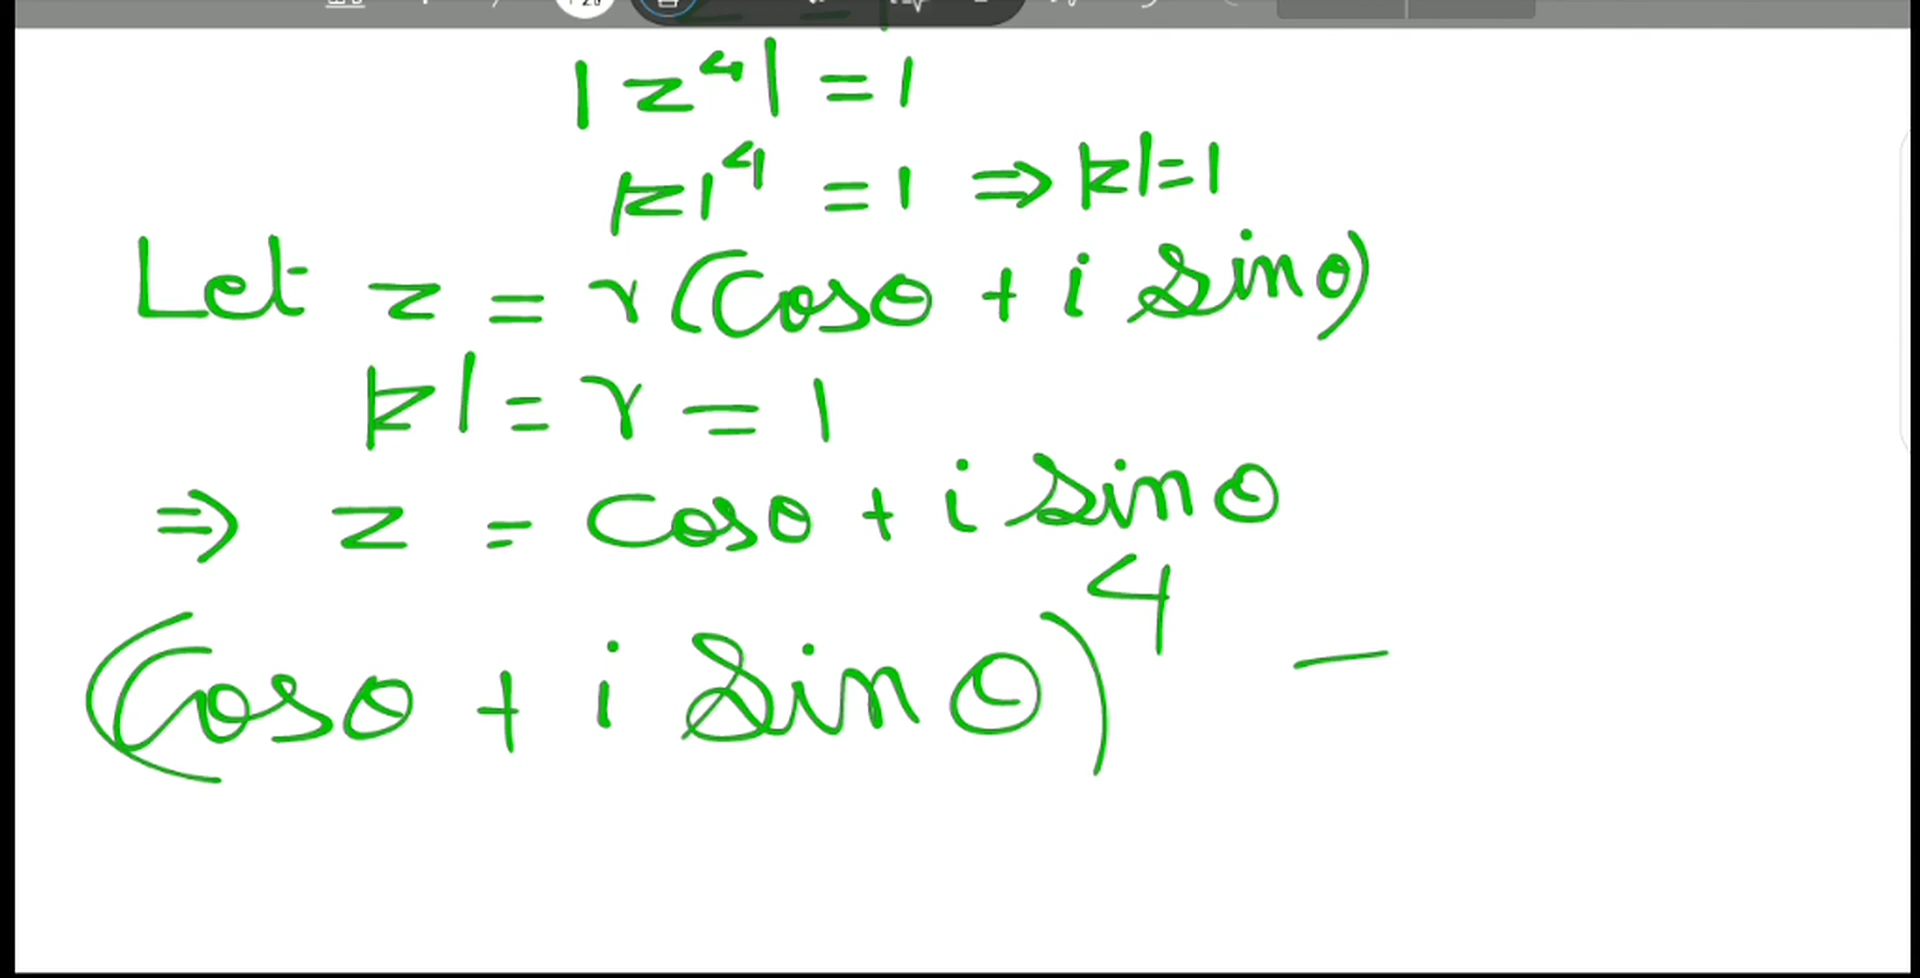 |z⁴| = 1
|z|⁴ = 1 ⇒ |z| = 1
Let z = r(Cosθ + i sinθ)
|z| = r = 1
⇒ z = cosθ + i sinθ
(Cosθ + i Sinθ)⁴ —